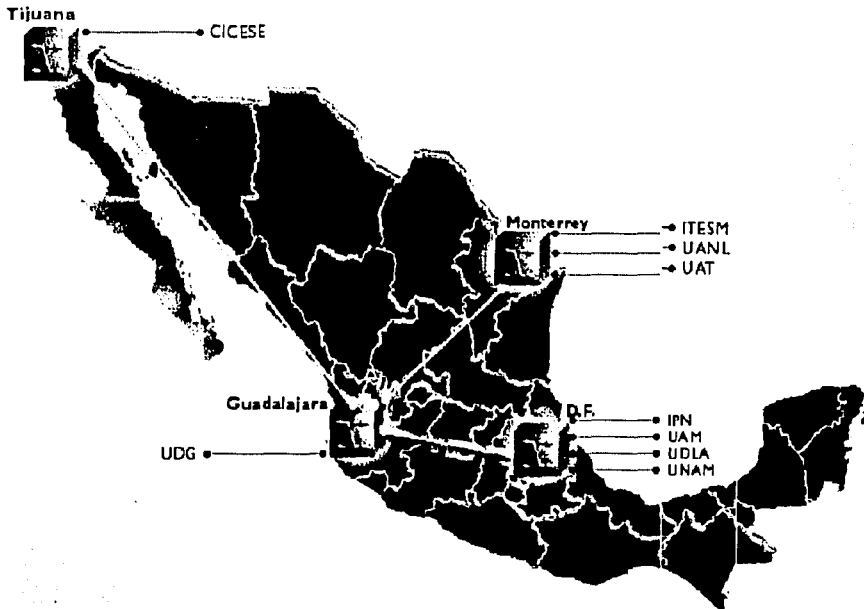 Tijuana
CICESE
Monterrey
ITESM
UANL
UAT
Guadalajara
D.F.
IPN
UAM
UDLA
UNAM
UDG